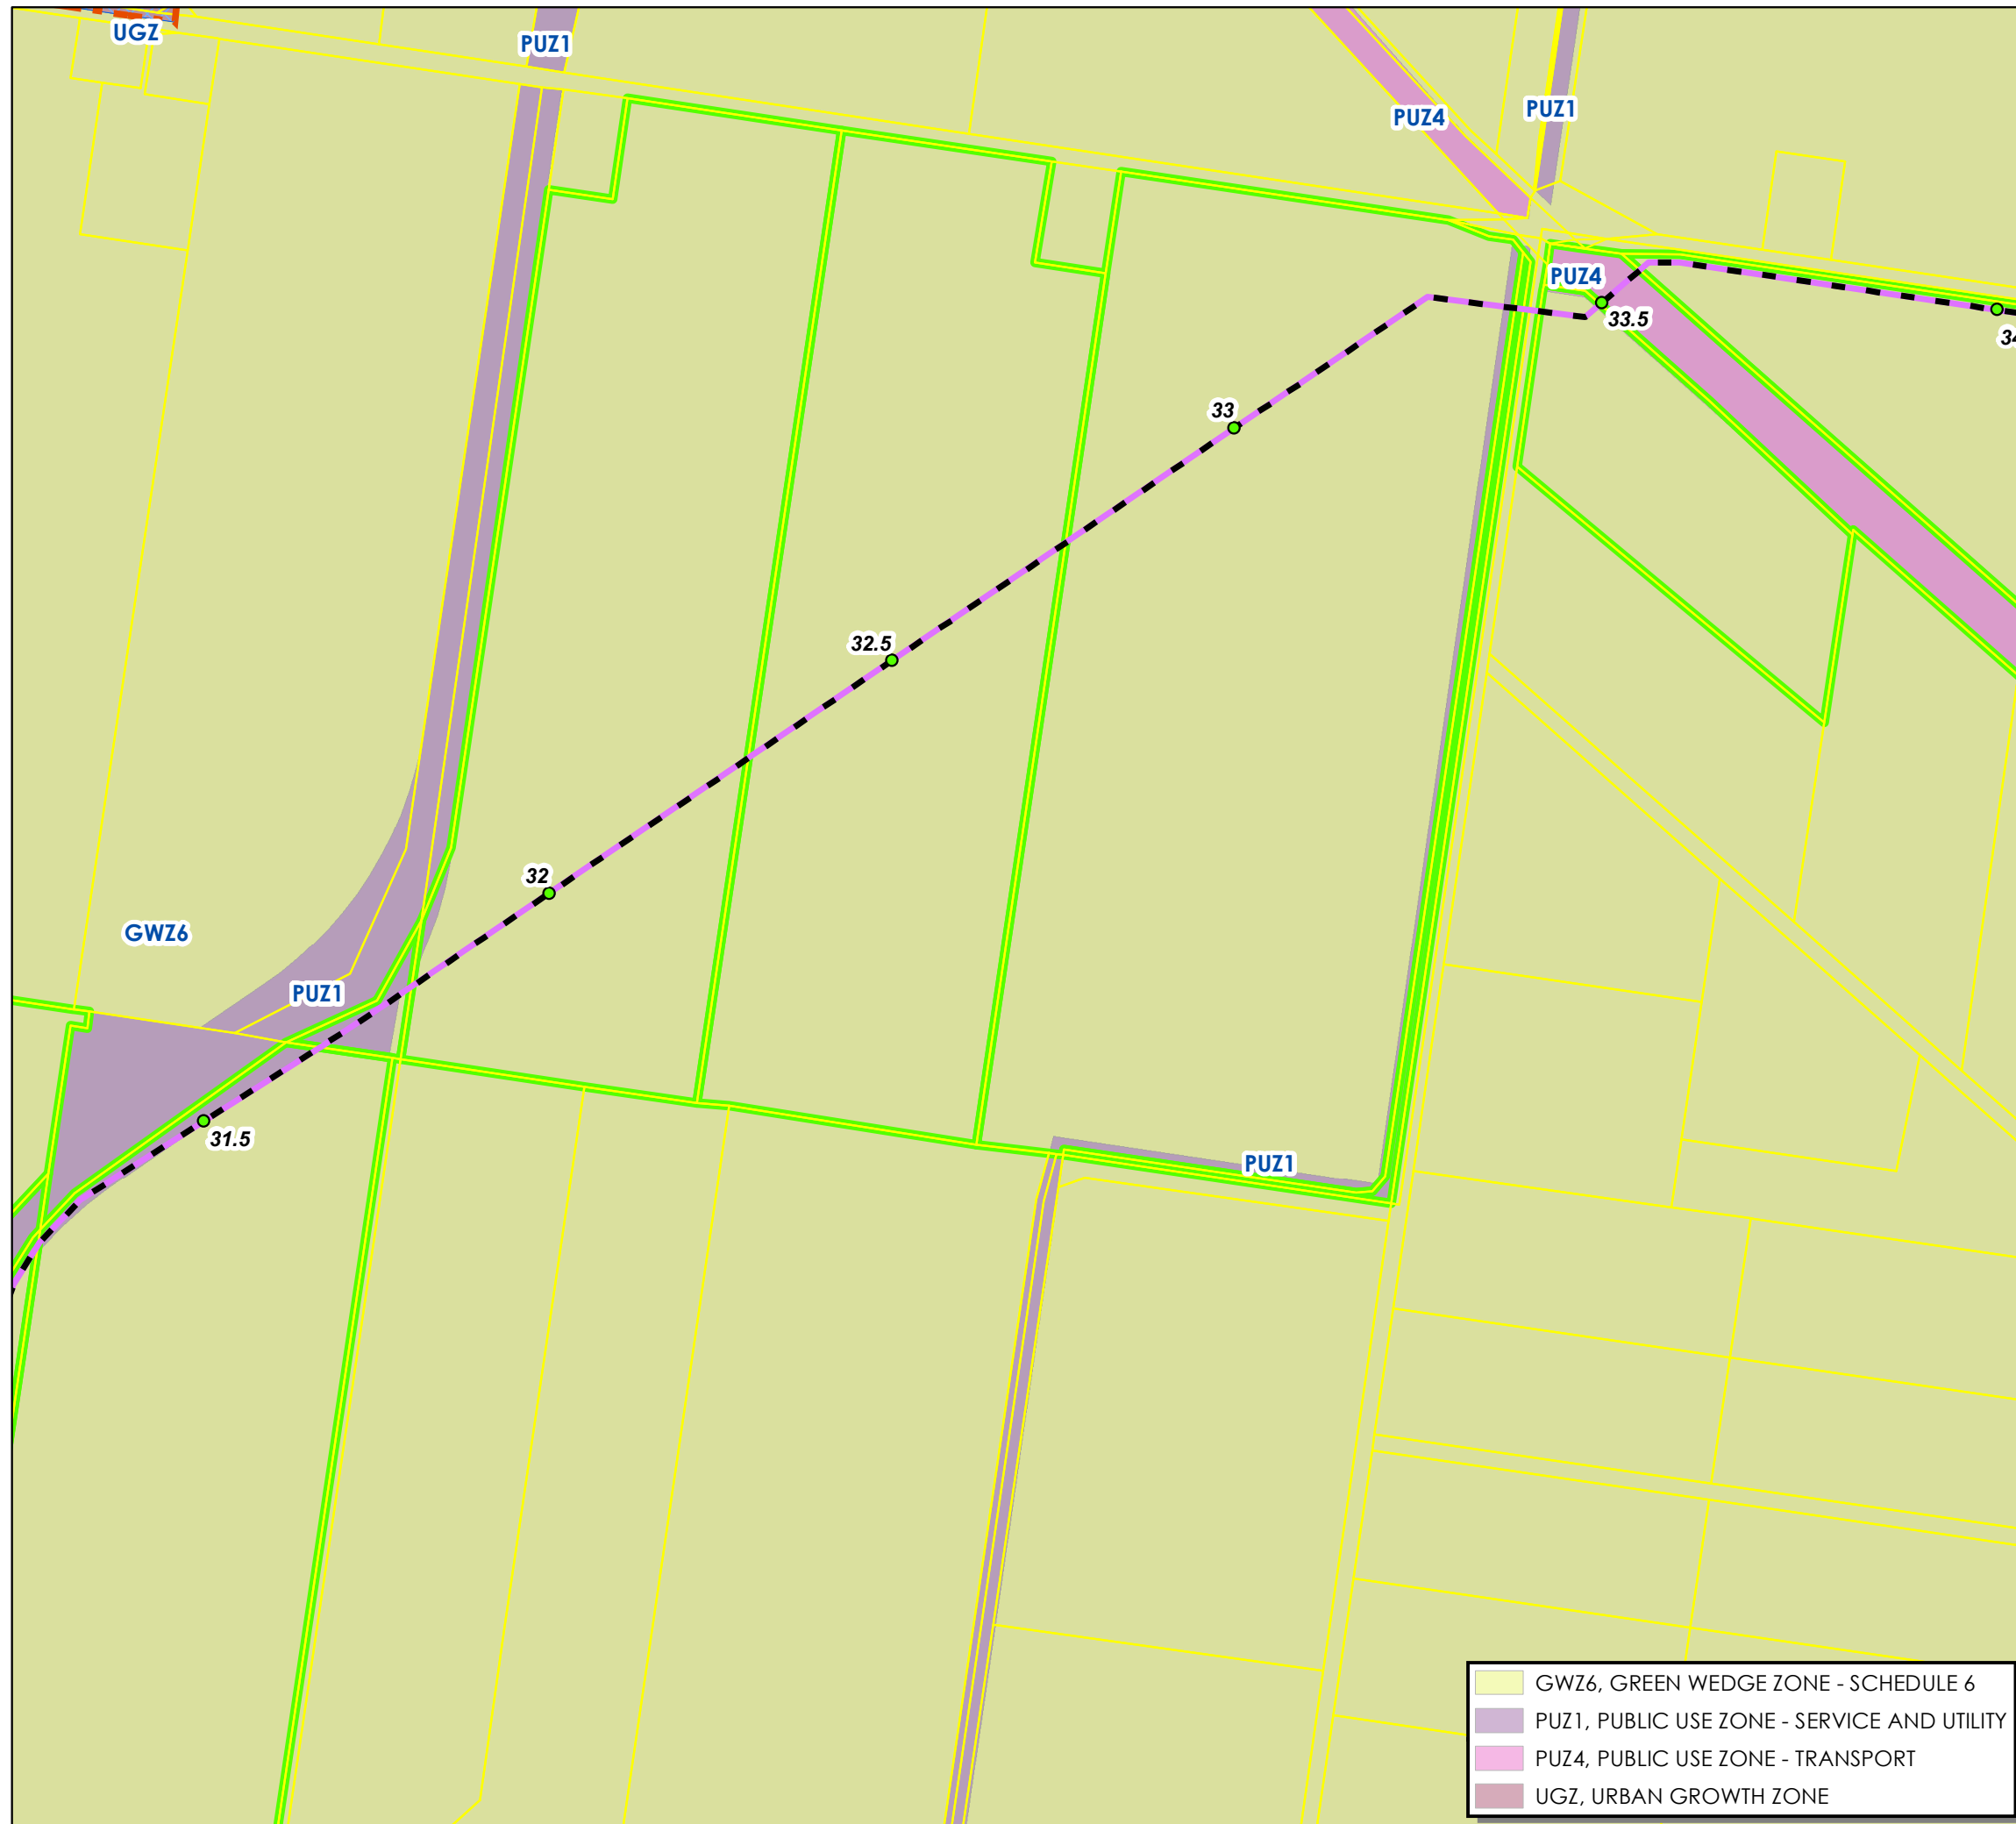 UGZ
PUZ1
PUZ4
PUZ1
PUZ4
33.5
34
33
32.5
32
GWZ6
PUZ1
31.5
PUZ1
GWZ6, GREEN WEDGE ZONE - SCHEDULE 6
PUZ1, PUBLIC USE ZONE - SERVICE AND UTILITY
PUZ4, PUBLIC USE ZONE - TRANSPORT
UGZ, URBAN GROWTH ZONE